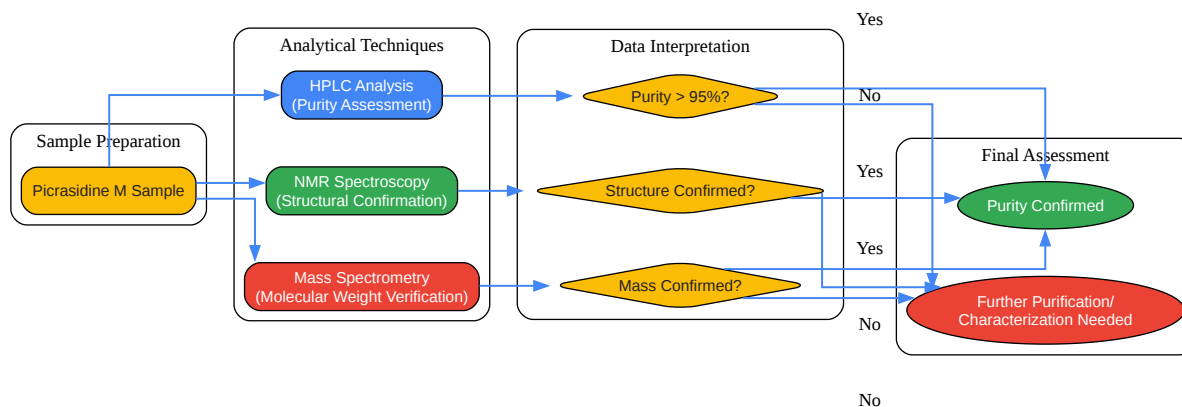 Sample Preparation
Picrasidine M Sample
Analytical Techniques
HPLC Analysis
(Purity Assessment)
NMR Spectroscopy
(Structural Confirmation)
Mass Spectrometry
(Molecular Weight Verification)
Data Interpretation
Purity > 95%?
Structure Confirmed?
Mass Confirmed?
Yes
No
Yes
Yes
No
No
Final Assessment
Purity Confirmed
Further Purification/
Characterization Needed